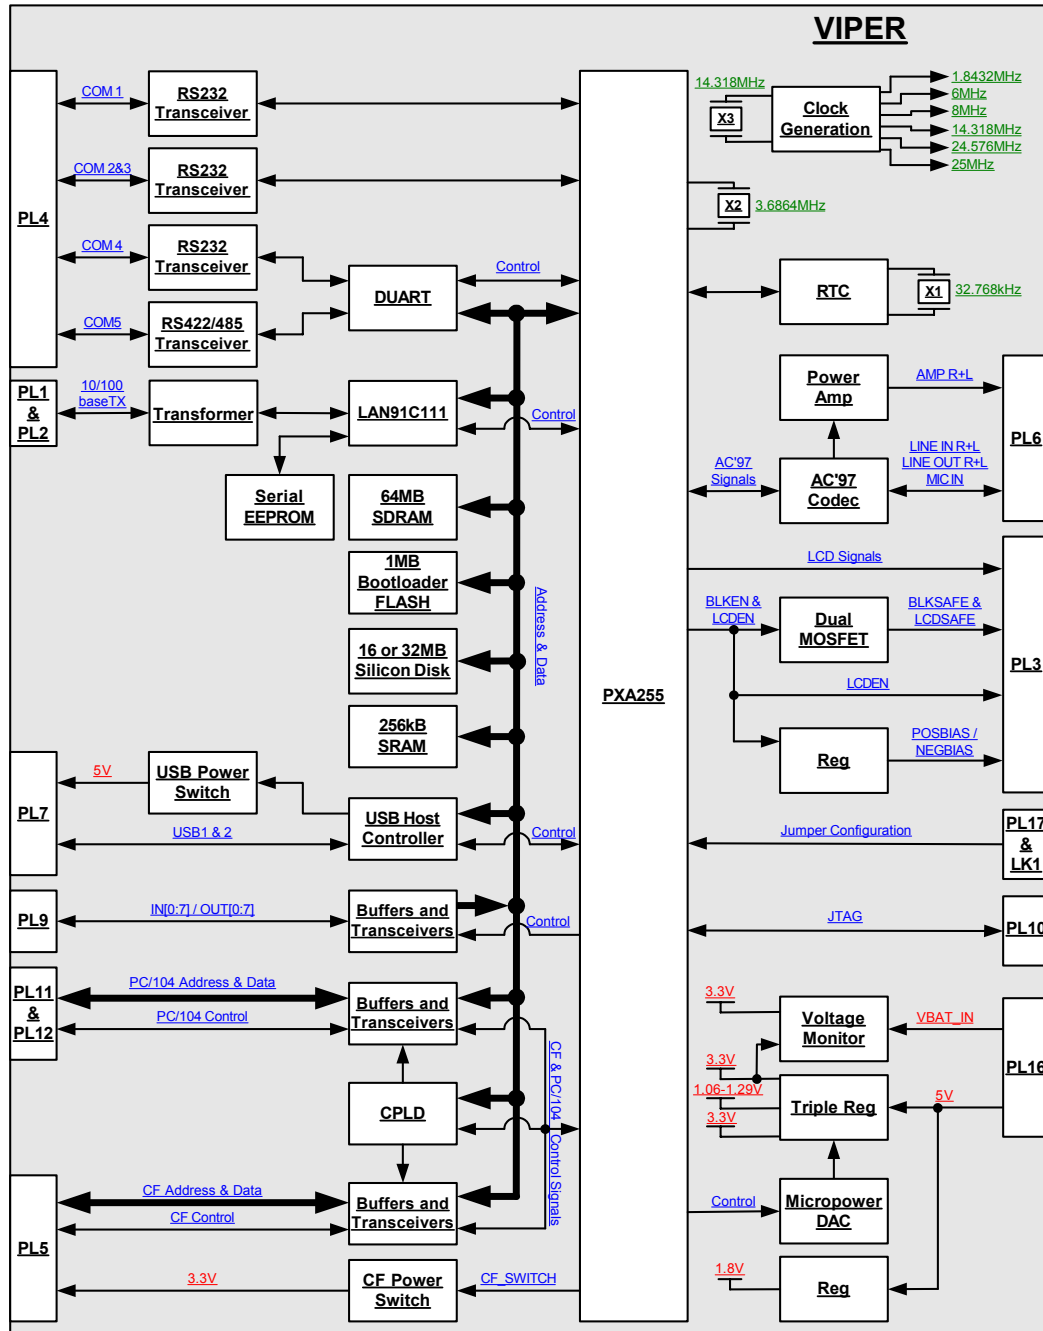 VIPER
PL4
COM 1
RS232
Transceiver
COM 2&3
RS232
Transceiver
COM 4
RS232
Transceiver
COM5
RS422/485
Transceiver
DUART
Control
PL1
&
PL2
10/100
baseTX
Transformer
LAN91C111
Control
Serial
EEPROM
64MB
SDRAM
1MB
Bootloader
FLASH
16 or 32MB
Silicon Disk
256kB
SRAM
Address & Data
PL7
5V
USB Power
Switch
USB1 & 2
USB Host
Controller
Control
PL9
IN[0:7] / OUT[0:7]
Buffers and
Transceivers
Control
PL11
&
PL12
PC/104 Address & Data
PC/104 Control
Buffers and
Transceivers
CPLD
CF & PC/104
Control Signals
PL5
CF Address & Data
CF Control
Buffers and
Transceivers
3.3V
CF Power
Switch
CF_SWITCH
PXA255
14.318MHz
X3
Clock
Generation
1.8432MHz
6MHz
8MHz
14.318MHz
24.576MHz
25MHz
X2
3.6864MHz
RTC
X1
32.768kHz
Power
Amp
AMP R+L
AC'97
Signals
AC'97
Codec
LINE IN R+L
LINE OUT R+L
MIC IN
PL6
LCD Signals
BLKEN &
LCDEN
Dual
MOSFET
BLKSAFE &
LCDSAFE
LCDEN
Reg
POSBIAS /
NEGBIAS
PL3
Jumper Configuration
PL17
&
LK1
JTAG
PL10
3.3V
Voltage
Monitor
VBAT_IN
3.3V
1.06-1.29V
3.3V
Triple Reg
5V
PL16
Control
Micropower
DAC
1.8V
Reg